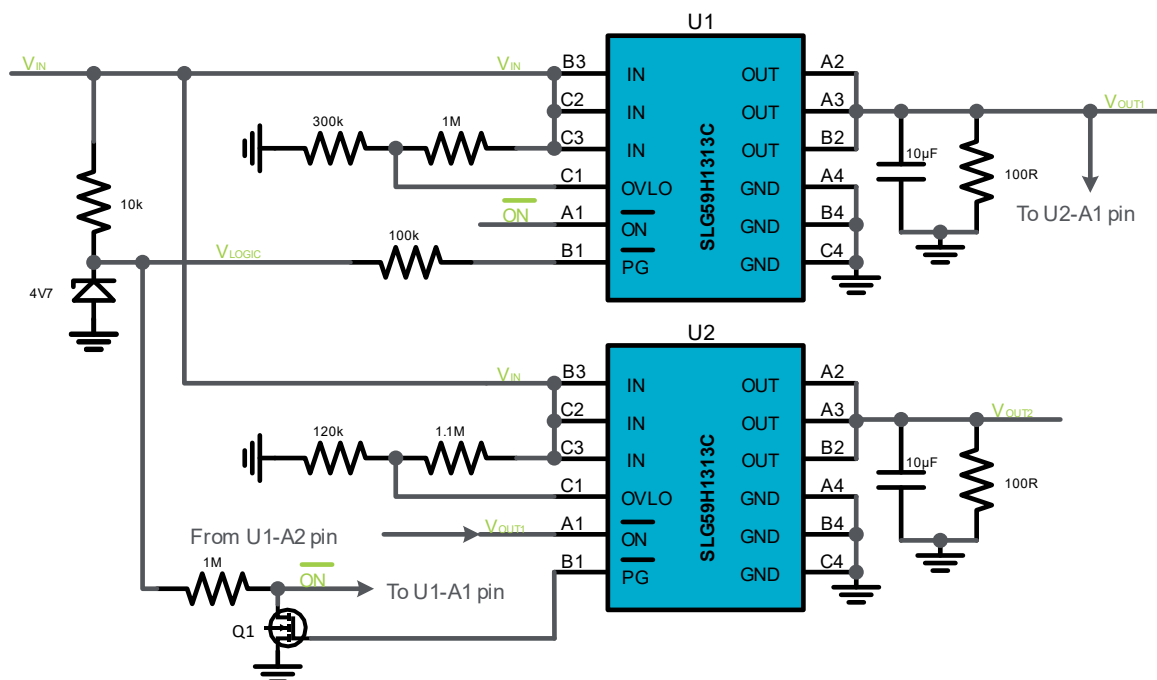 U1
VIN
VIN
B3
IN
OUT
A2
C2
IN
OUT
A3
VOUT1
300k
1M
C3
IN
OUT
B2
10µF
100R
C1
OVLO
GND
A4
10k
ON
A1
ON
GND
B4
To U2-A1 pin
VLOGIC
100k
B1
PG
GND
C4
SLG59H1313C
4V7
U2
VIN
B3
IN
OUT
A2
C2
IN
OUT
A3
VOUT2
120k
1.1M
C3
IN
OUT
B2
10µF
100R
C1
OVLO
GND
A4
From U1-A2 pin
VOUT1
A1
ON
GND
B4
1M
ON
To U1-A1 pin
B1
PG
GND
C4
SLG59H1313C
Q1